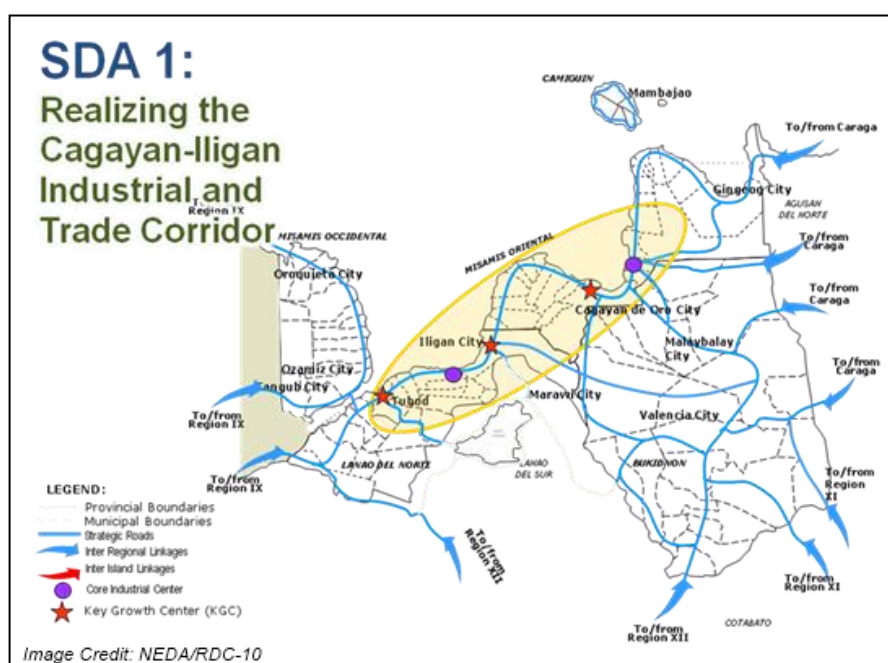 SDA 1:
Realizing the
Cagayan-Iligan
Industrial and
Trade Corridor
Region IX
CAMIGUIN
Mambajao
To/from Caraga
Gingeog City
AGUSAN
DEL NORTE
MISAMIS OCCIDENTAL
Oroquieta City
MISAMIS ORIENTAL
To/from
Caraga
Cagayan de Oro City
To/from
Caraga
Iligan City
Malaybalay
City
Ozamiz City
Tangub City
Tubod
Marawi City
To/from
Caraga
To/from
Region IX
Valencia City
LANAO DEL NORTE
LANAO
DEL SUR
BUKIDNON
To/from
Region IX
To/from
Region
XI
To/from
Region XII
To/from
Region XI
To/from
Region XII
COTABATO
LEGEND:
Provincial Boundaries
Municipal Boundaries
Strategic Roads
Inter Regional Linkages
Inter Island Linkages
Core Industrial Center
Key Growth Center (KGC)
Image Credit: NEDA/RDC-10